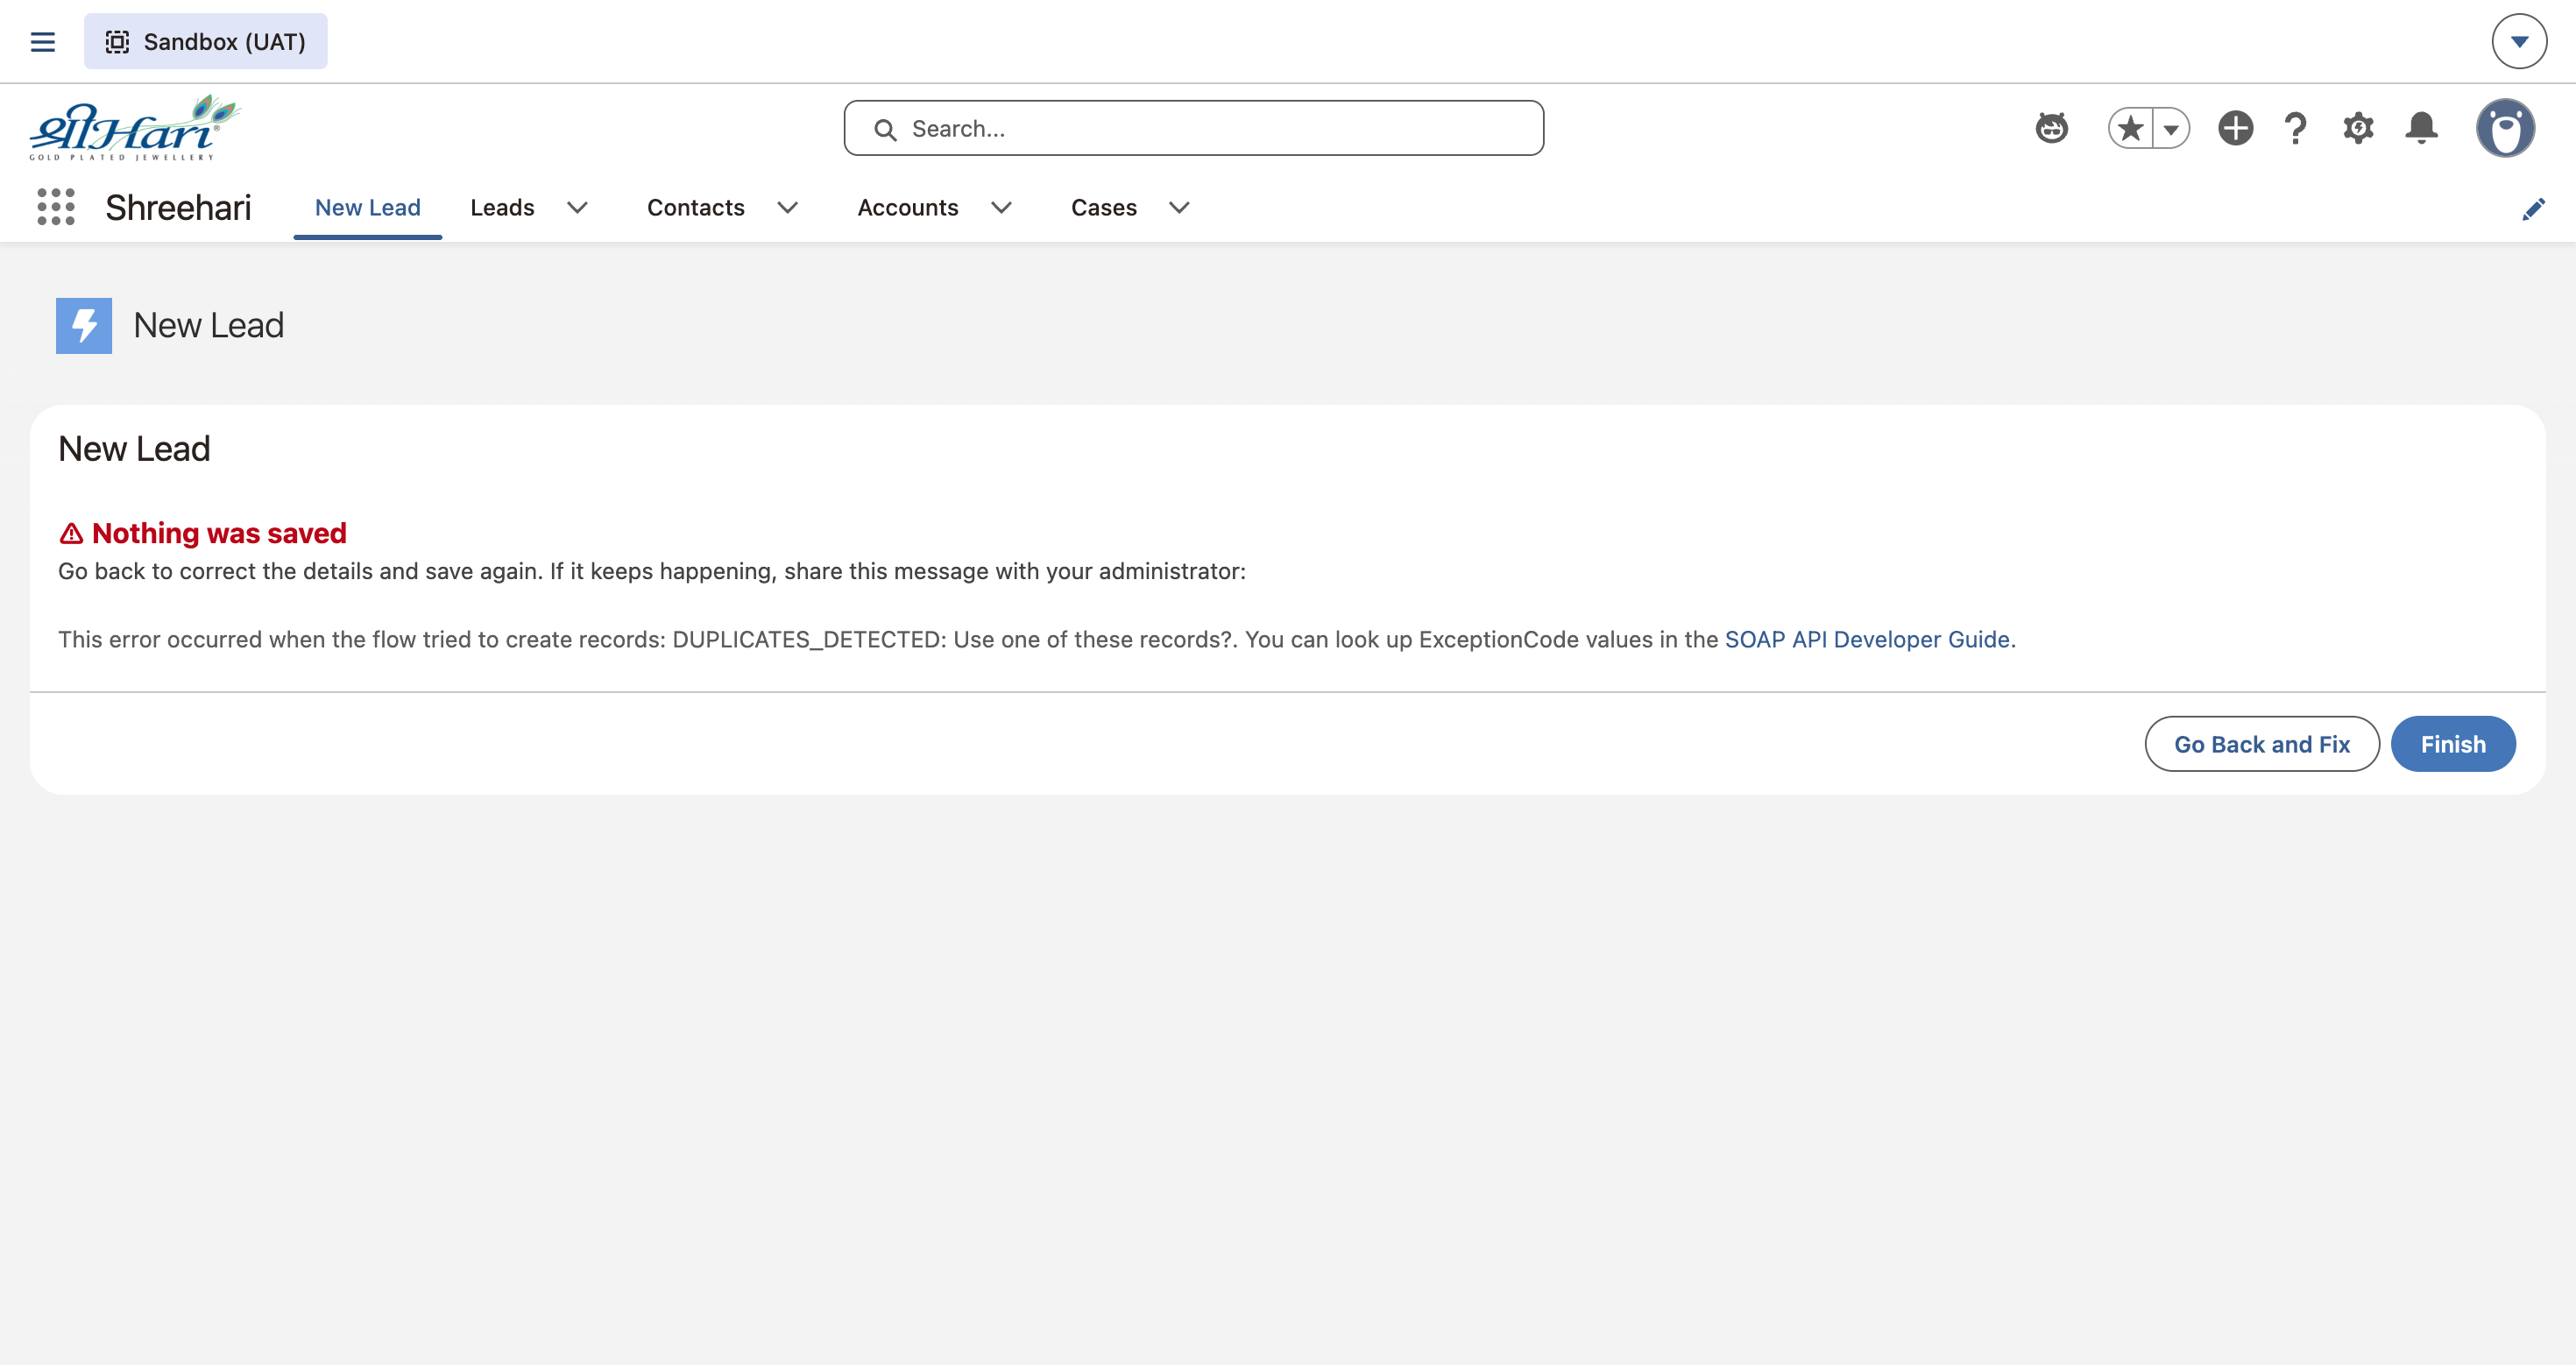 Sandbox (UAT)
श्रीHari®
GOLD PLATED JEWELLERY
Search...
Shreehari
New Lead
Leads
Contacts
Accounts
Cases
New Lead
New Lead
Nothing was saved
Go back to correct the details and save again. If it keeps happening, share this message with your administrator:
This error occurred when the flow tried to create records: DUPLICATES_DETECTED: Use one of these records?. You can look up ExceptionCode values in the SOAP API Developer Guide.
Go Back and Fix
Finish